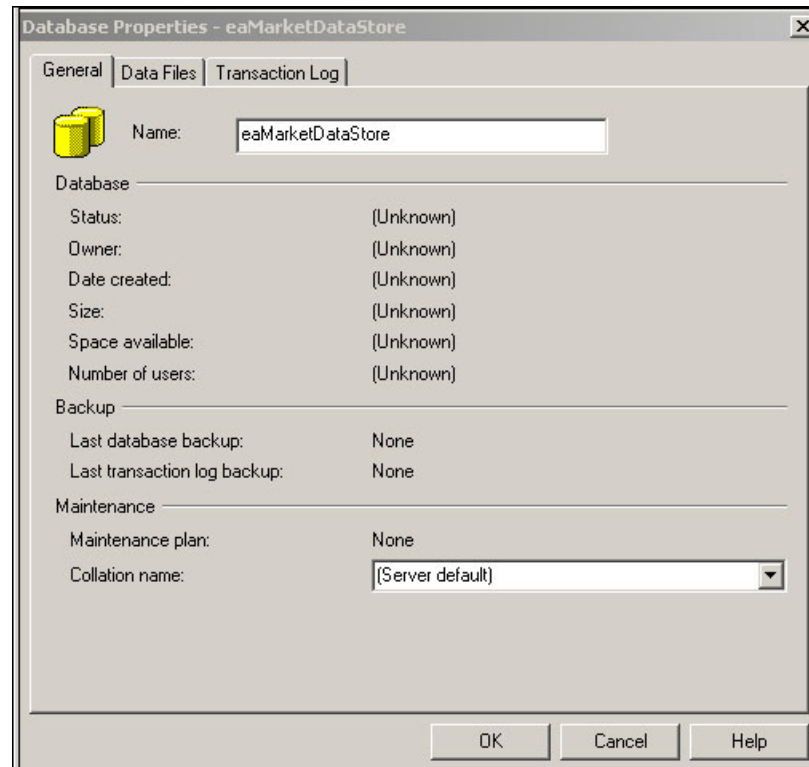 Database Properties - eaMarketDataStore
General Data Files Transaction Log
Name: eaMarketDataStore
Database
Status: (Unknown)
Owner: (Unknown)
Date created: (Unknown)
Size: (Unknown)
Space available: (Unknown)
Number of users: (Unknown)
Backup
Last database backup: None
Last transaction log backup: None
Maintenance
Maintenance plan: None
Collation name: (Server default)
OK Cancel Help